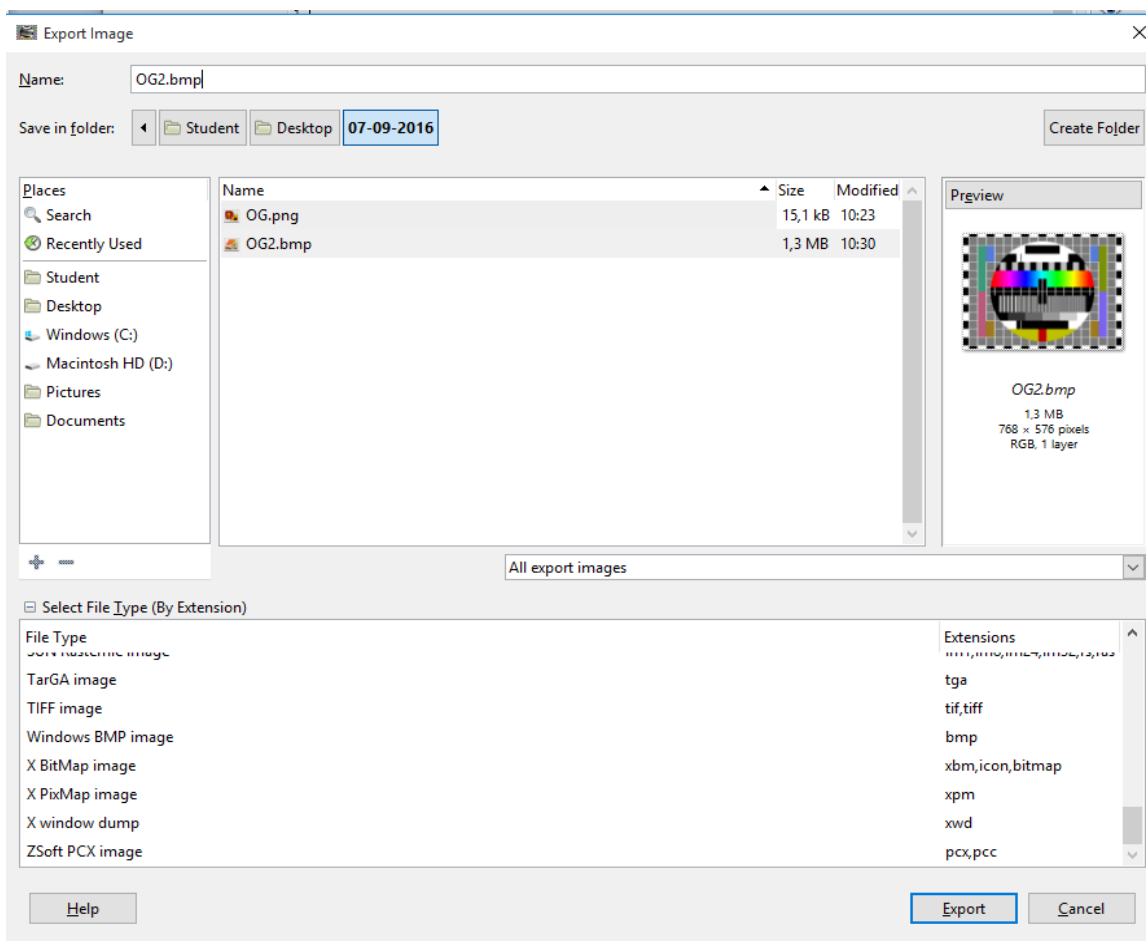 Export Image
Name: OG2.bmp
Save in folder: Student Desktop 07-09-2016 Create Folder
Places Name Size Modified Preview
Search OG.png 15,1 kB 10:23
Recently Used OG2.bmp 1,3 MB 10:30
Student
Desktop
Windows (C:)
Macintosh HD (D:)
Pictures
Documents
OG2.bmp
1,3 MB
768 × 576 pixels
RGB, 1 layer
All export images
Select File Type (By Extension)
File Type Extensions
TarGA image tga
TIFF image tif,tiff
Windows BMP image bmp
X BitMap image xbm,icon,bitmap
X PixMap image xpm
X window dump xwd
ZSoft PCX image pcx,pcc
Help Export Cancel